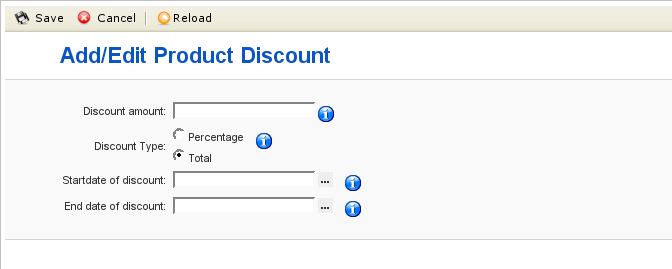 Save Cancel Reload
Add/Edit Product Discount
Discount amount:
Discount Type: Percentage
Total
Startdate of discount: ...
End date of discount: ...